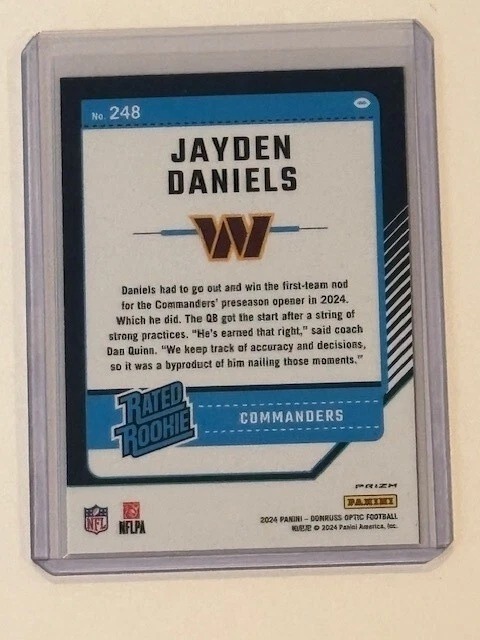 No. 248
JAYDEN
DANIELS
W
Daniels had to go out and win the first-team nod
for the Commanders' preseason opener in 2024.
Which he did. The QB got the start after a string of
strong practices. "He's earned that right," said coach
Dan Quinn. "We keep track of accuracy and decisions,
so it was a byproduct of him nailing those moments."
RATED
ROOKIE
COMMANDERS
PRIZM
PANINI
NFL
NFLPA
2024 PANINI - DONRUSS OPTIC FOOTBALL
© 2024 Panini America, Inc.